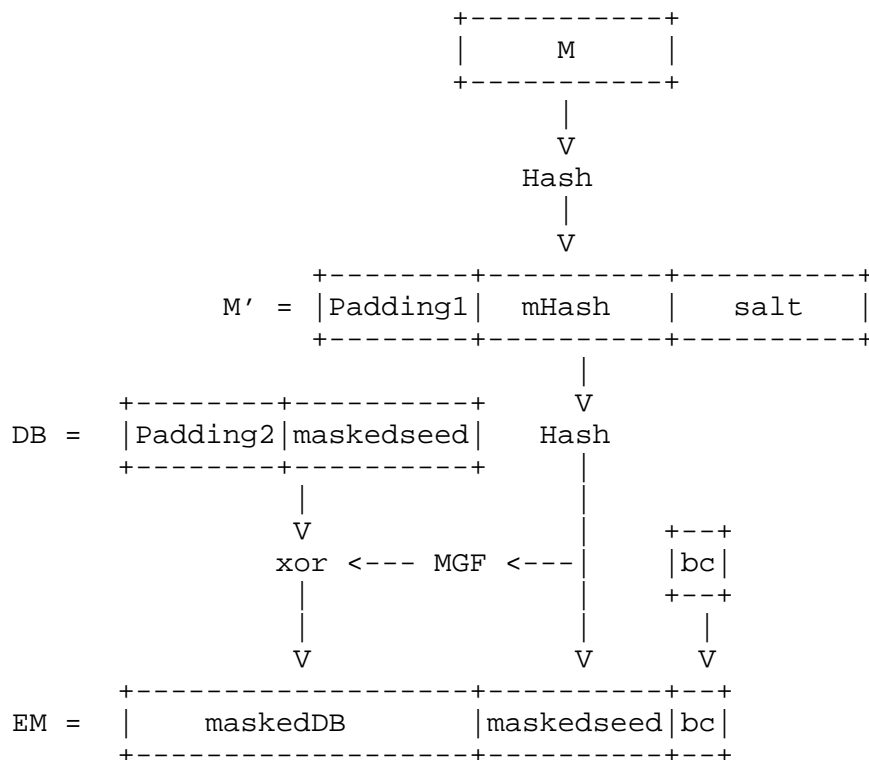 +-----------+
| M |
+-----------+
|
V
Hash
|
V
+--------+----------+----------+
M' = |Padding1| mHash | salt |
+--------+----------+----------+
|
+--------+----------+ V
DB = |Padding2|maskedseed| Hash
+--------+----------+ |
| |
V | +--+
xor <--- MGF <---| |bc|
| | +--+
| | |
V V V
+-------------------+----------+--+
EM = | maskedDB |maskedseed|bc|
+-------------------+----------+--+